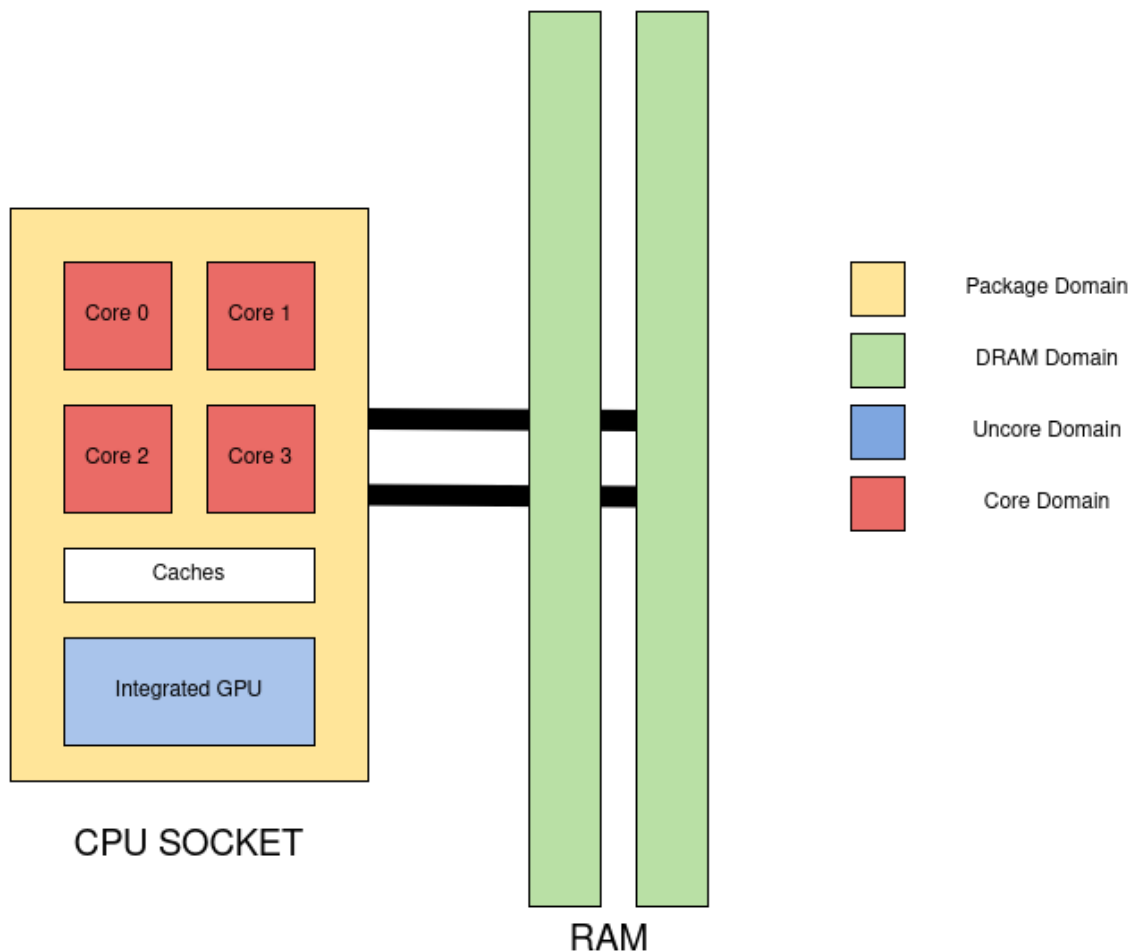 Core 0
Core 1
Core 2
Core 3
Caches
Integrated GPU
CPU SOCKET
RAM
Package Domain
DRAM Domain
Uncore Domain
Core Domain